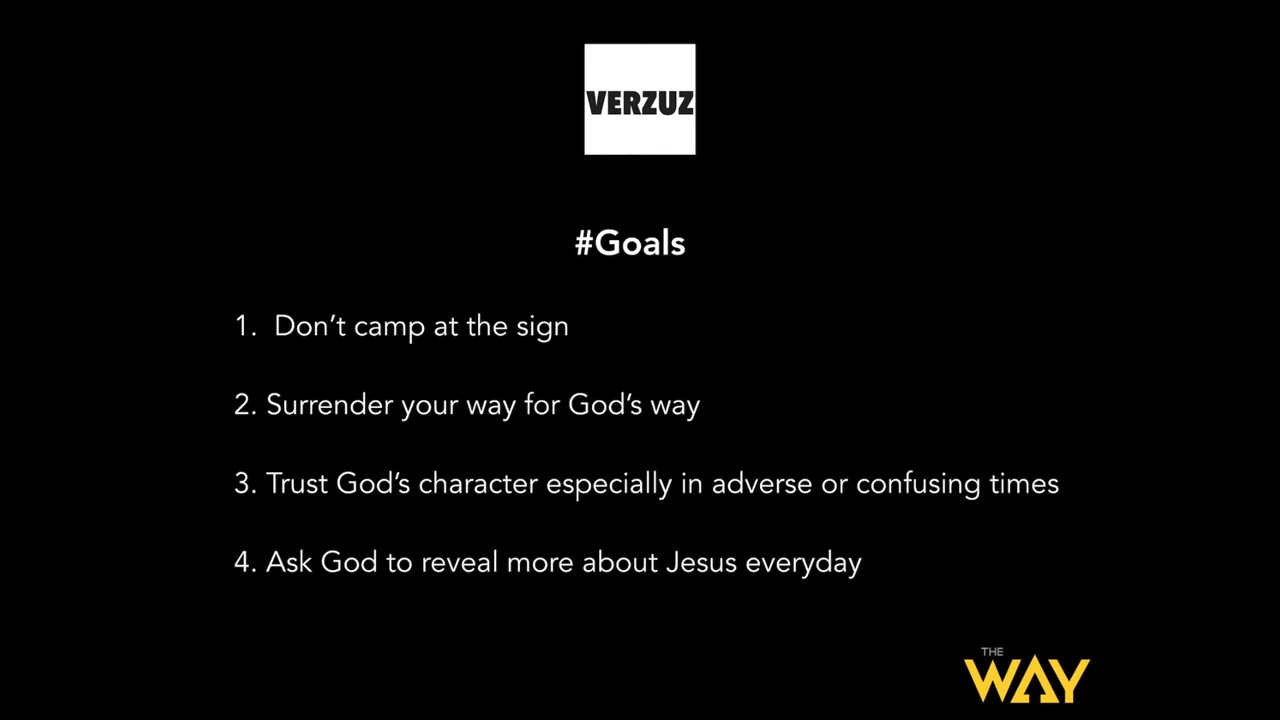 VERZUZ
#Goals
1. Don't camp at the sign
2. Surrender your way for God's way
3. Trust God's character especially in adverse or confusing times
4. Ask God to reveal more about Jesus everyday
THE
WAY